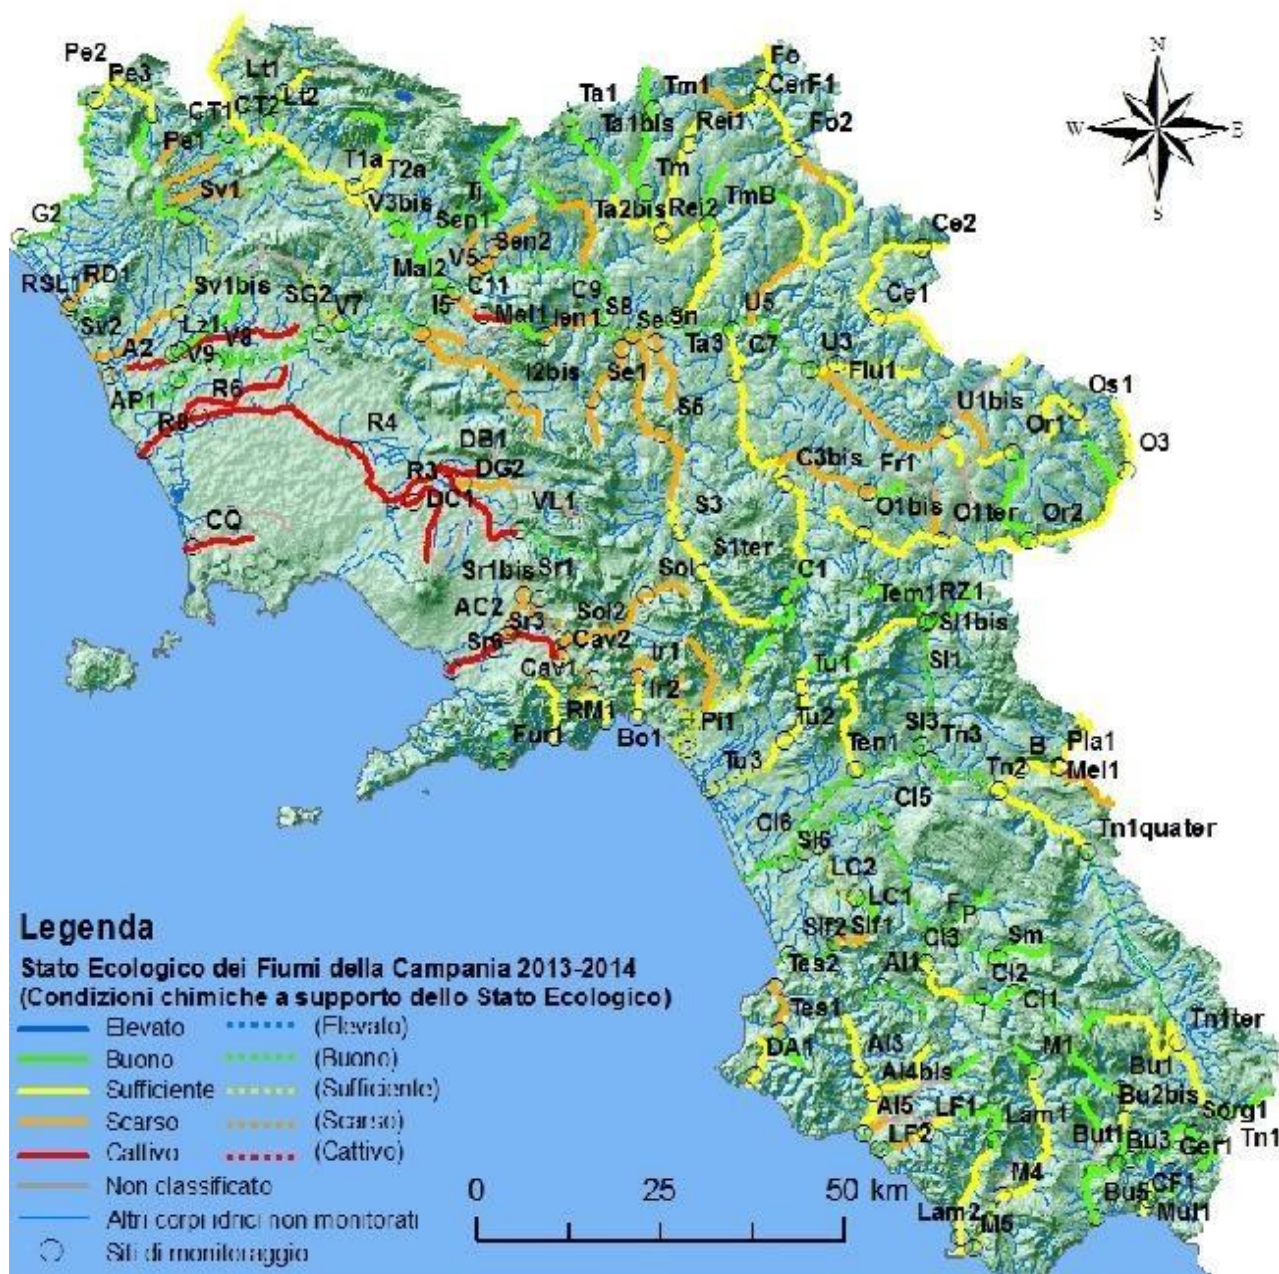 N
W
E
S
Pe2
Pe3
Lt1
Lt2
CT1
CT2
Pe1
Sv1
T1a
T2a
V3bis
G2
Ta1
Tm1
Fo
CerF1
Ta1bis
Rei1
Fo2
Tm
TmB
Ta2bis
Rei2
Ce2
Tj
Sen1
Sen2
V5
Mal2
C11
C9
I5
Mal1
Ien1
S8
Se
Sn
U5
Ce1
RSL1
RD1
Sv1bis
SG2
V7
Sv2
Lz1
V8
A2
V9
AP1
R6
R8
R4
I2bis
Se1
S6
Ta3
C7
U3
Flu1
U1bis
Os1
Or1
O3
DB1
DG2
R3
DC1
VL1
C3bis
Fr1
O1bis
O1ter
Or2
CQ
S3
S1ter
Sr1bis
Sr1
Sol
C1
Tem1
RZ1
Sl1bis
AC2
Sol2
Sr3
Cav2
Sr6
Cav1
Ir1
Ir2
Tu1
Sl1
RM1
Fur1
Bo1
Pi1
Tu2
Tu3
Ten1
Sl3
Tn3
B
Pla1
Tn2
Mel1
Cl5
Tn1quater
Cl6
Sl6
LC2
LC1
FP
Slf2
Slf1
Cl3
Sm
Tes2
Al1
Cl2
Cl1
Tes1
Tn1ter
DA1
Al3
M1
Bu1
Al4bis
Bu2bis
Al5
LF1
Lam1
Sorg1
LF2
But1
Bu3
Tn1
Ger1
M4
Bu5
CF1
Lam2
M5
Mul1
Legenda
Stato Ecologico dei Fiumi della Campania 2013-2014
(Condizioni chimiche a supporto dello Stato Ecologico)
Elevato (Elevato)
Buono (Buono)
Sufficiente (Sufficiente)
Scarso (Scarso)
Cattivo (Cattivo)
Non classificato
Altri corpi idrici non monitorati
Siti di monitoraggio
0 25 50 km